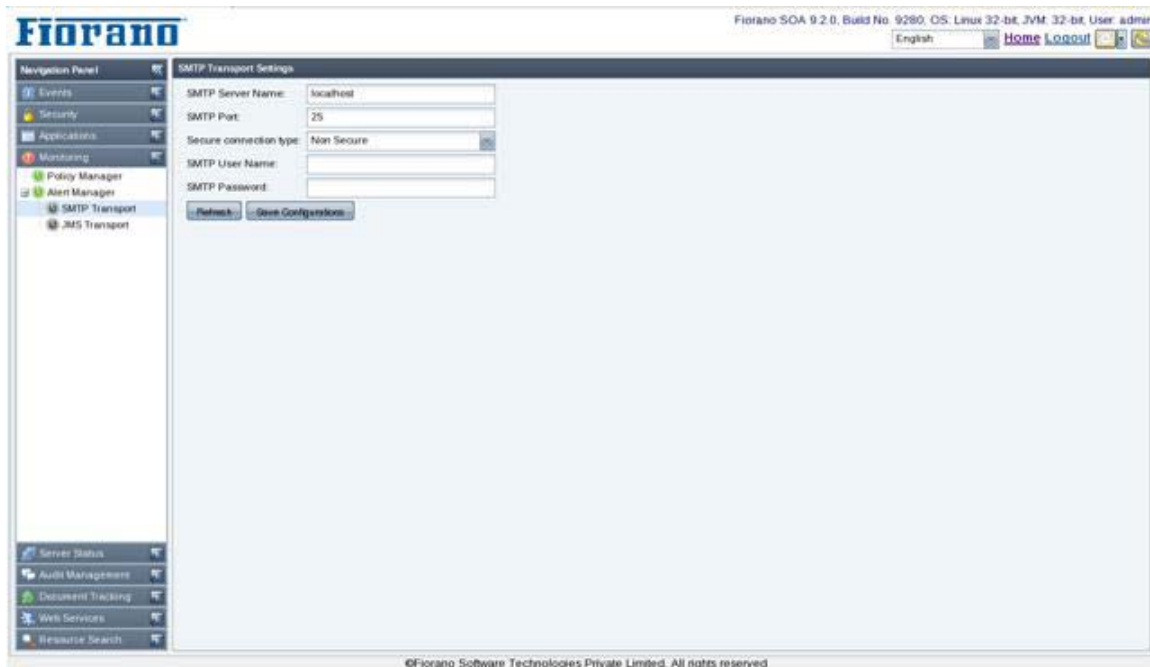 Fiorano
Fiorano SOA 9.2.0, Build No. 9280, OS: Linux 32-bit, JVM: 32-bit, User: admin
English
Home Logout
Navigation Panel
Events
Security
Applications
Monitoring
Policy Manager
Alert Manager
SMTP Transport
JMS Transport
Server Status
Audit Management
Document Tracking
Web Services
Resource Search
SMTP Transport Settings
SMTP Server Name: localhost
SMTP Port: 25
Secure connection type: Non Secure
SMTP User Name:
SMTP Password:
Refresh Save Configurations
©Fiorano Software Technologies Private Limited. All rights reserved